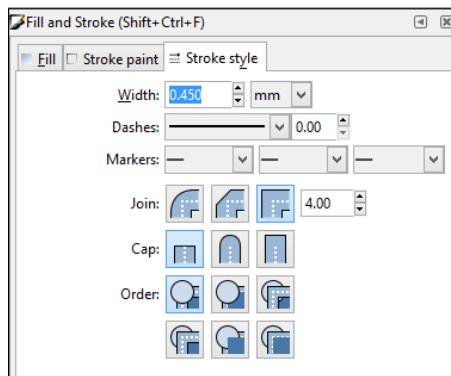 Fill and Stroke (Shift+Ctrl+F)
Fill Stroke paint Stroke style
Width: 0.450 mm
Dashes: 0.00
Markers:
Join: 4.00
Cap:
Order: